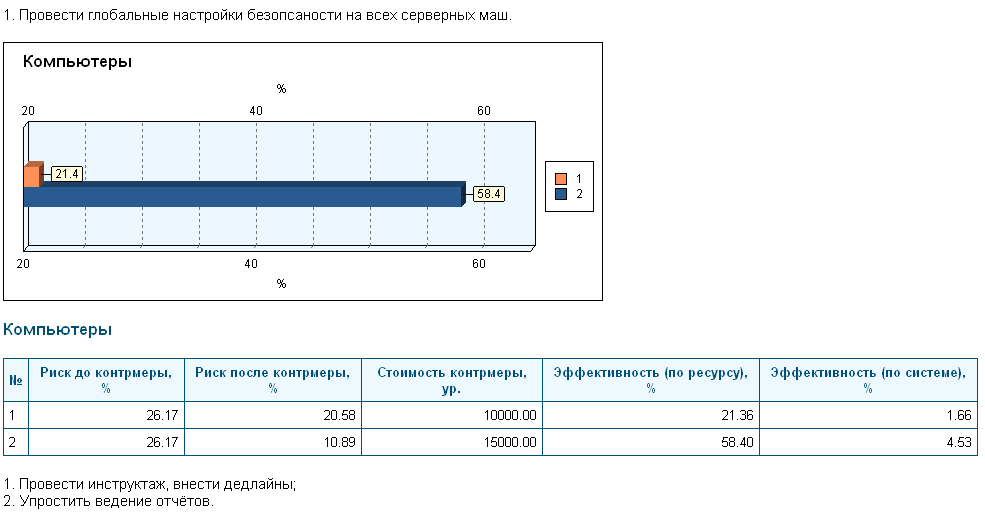 1. Провести глобальные настройки безопсаности на всех серверных маш.
Компьютеры
%
20 40 60
21.4
58.4
1
2
20 40 60
%
Компьютеры
№ Риск до контрмеры, % Риск после контрмеры, % Стоимость контрмеры, ур. Эффективность (по ресурсу), % Эффективность (по системе), %
1 26.17 20.58 10000.00 21.36 1.66
2 26.17 10.89 15000.00 58.40 4.53
1. Провести инструктаж, внести дедлайны;
2. Упростить ведение отчётов.